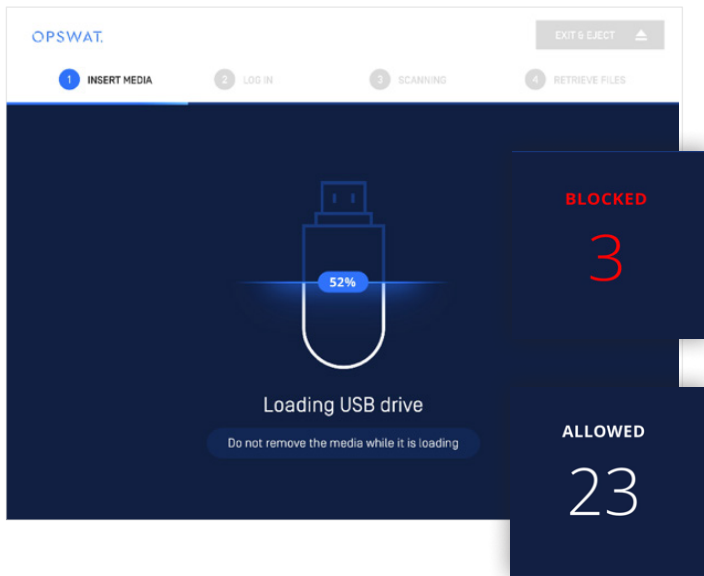 OPSWAT.
EXIT & EJECT
1 INSERT MEDIA
2 LOG IN
3 SCANNING
4 RETRIEVE FILES
BLOCKED
3
52%
Loading USB drive
Do not remove the media while it is loading
ALLOWED
23